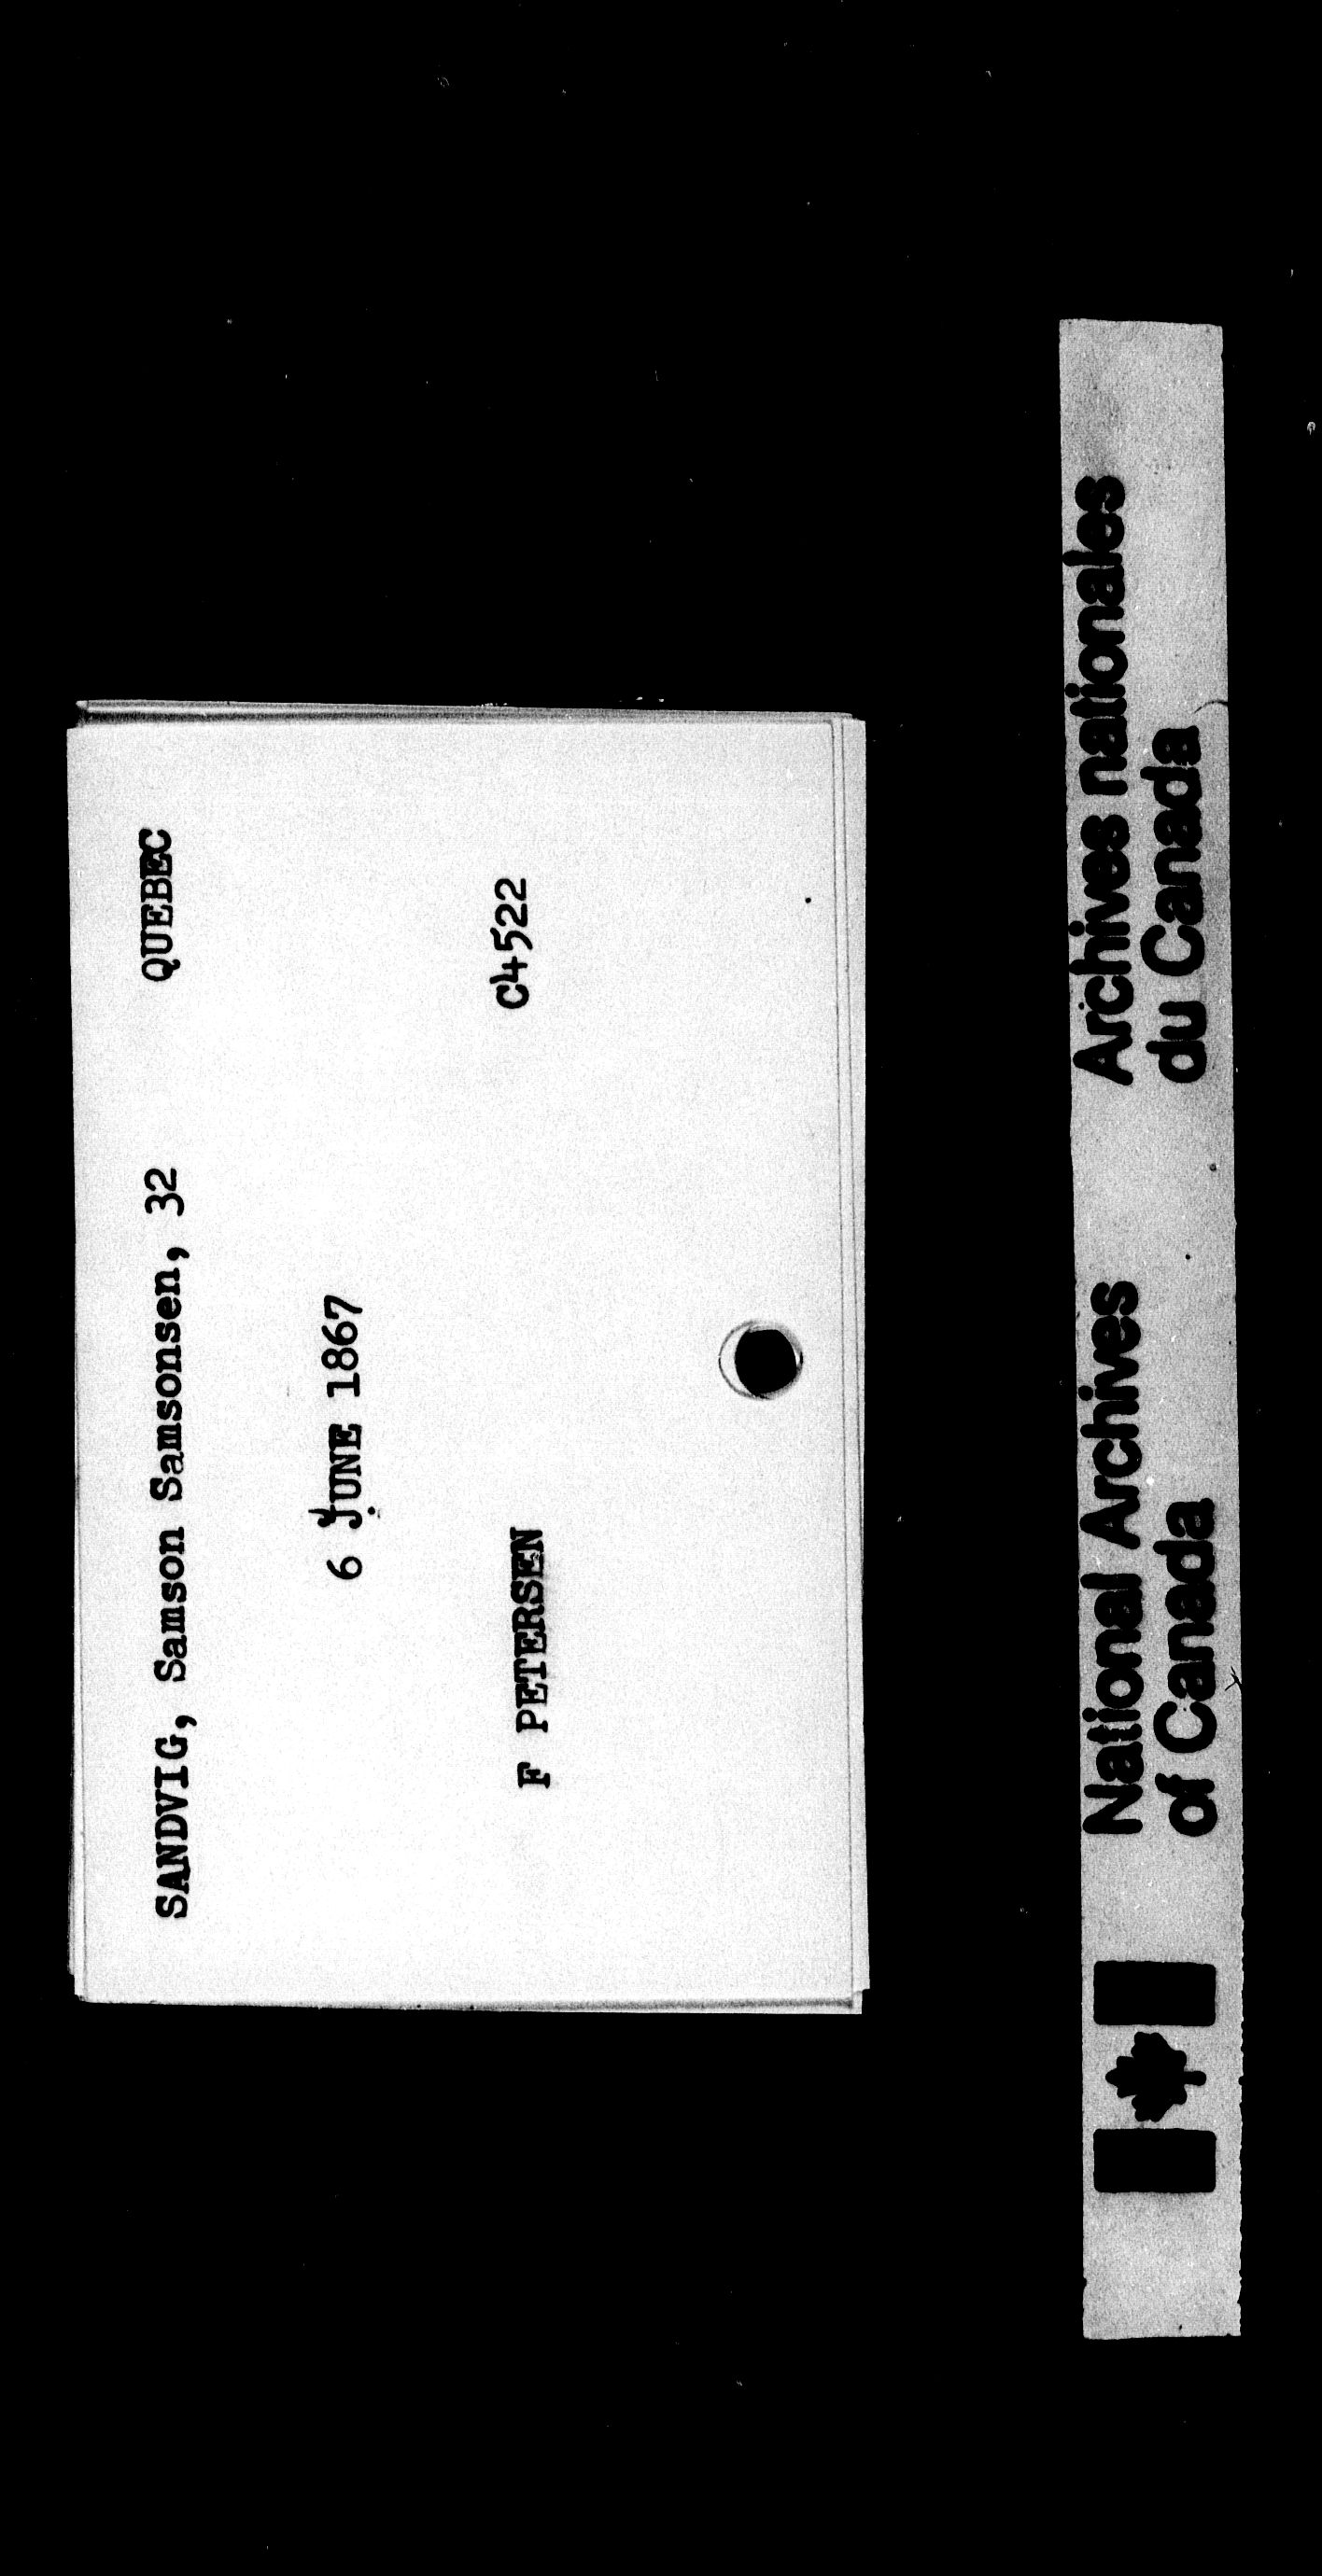 SANDVIG, Samson Samsonsen, 32 QUEBEC
6 JUNE 1867
F PETERSEN C4522
National Archives of Canada
Archives nationales du Canada